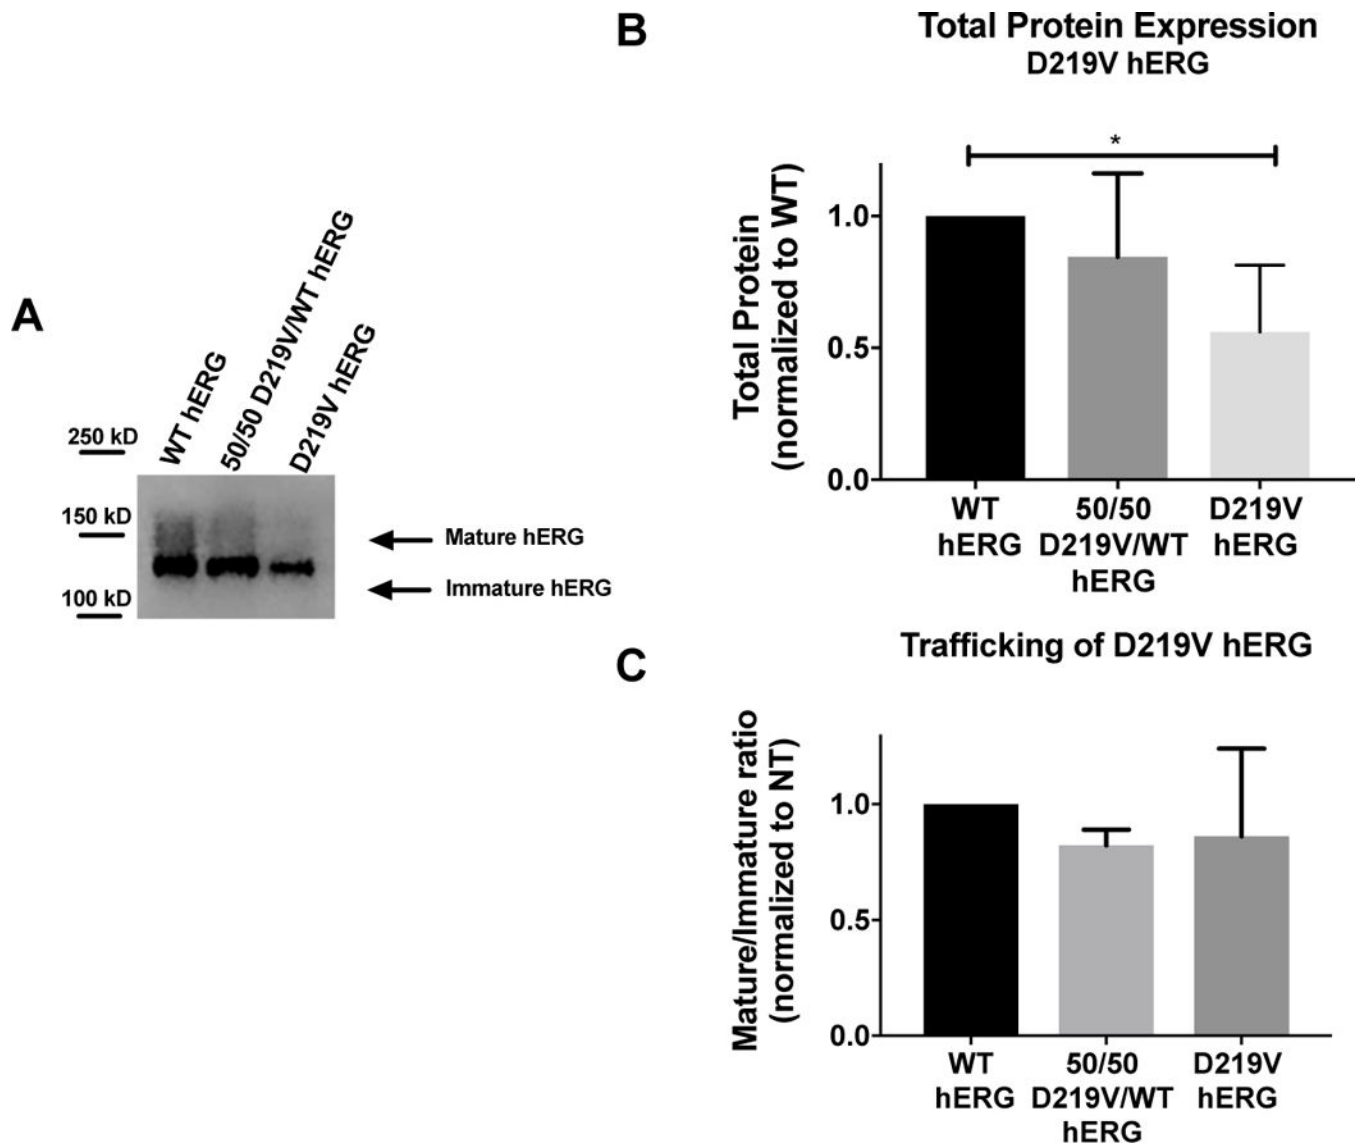 A
WT hERG
50/50 D219V/WT hERG
D219V hERG
250 kD
150 kD
100 kD
Mature hERG
Immature hERG
B
Total Protein Expression
D219V hERG
*
Total Protein
(normalized to WT)
1.0
0.5
0.0
WT
hERG
50/50
D219V/WT
hERG
D219V
hERG
C
Trafficking of D219V hERG
Mature/Immature ratio
(normalized to NT)
1.0
0.5
0.0
WT
hERG
50/50
D219V/WT
hERG
D219V
hERG